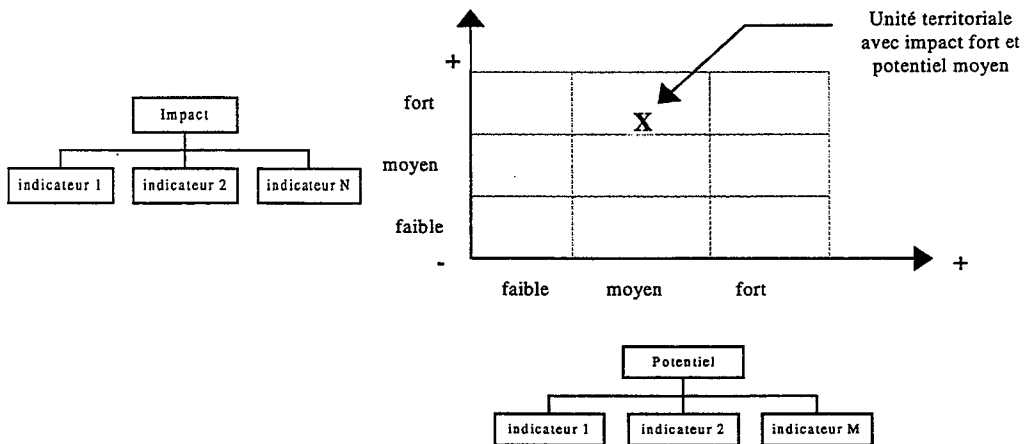 Unité territoriale
avec impact fort et
potentiel moyen
+
fort
X
Impact
moyen
indicateur 1 indicateur 2 indicateur N
faible
- +
faible moyen fort
Potentiel
indicateur 1 indicateur 2 indicateur M